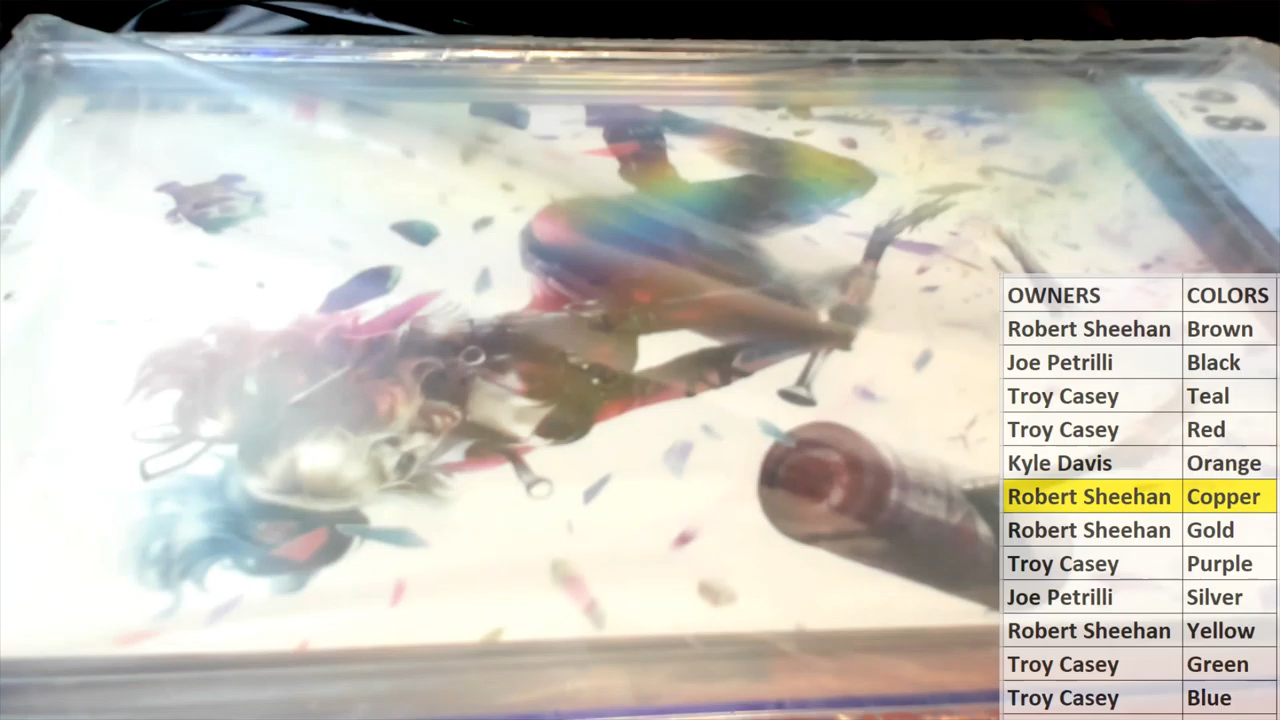 9.8
OWNERS COLORS
Robert Sheehan Brown
Joe Petrilli Black
Troy Casey Teal
Troy Casey Red
Kyle Davis Orange
Robert Sheehan Copper
Robert Sheehan Gold
Troy Casey Purple
Joe Petrilli Silver
Robert Sheehan Yellow
Troy Casey Green
Troy Casey Blue